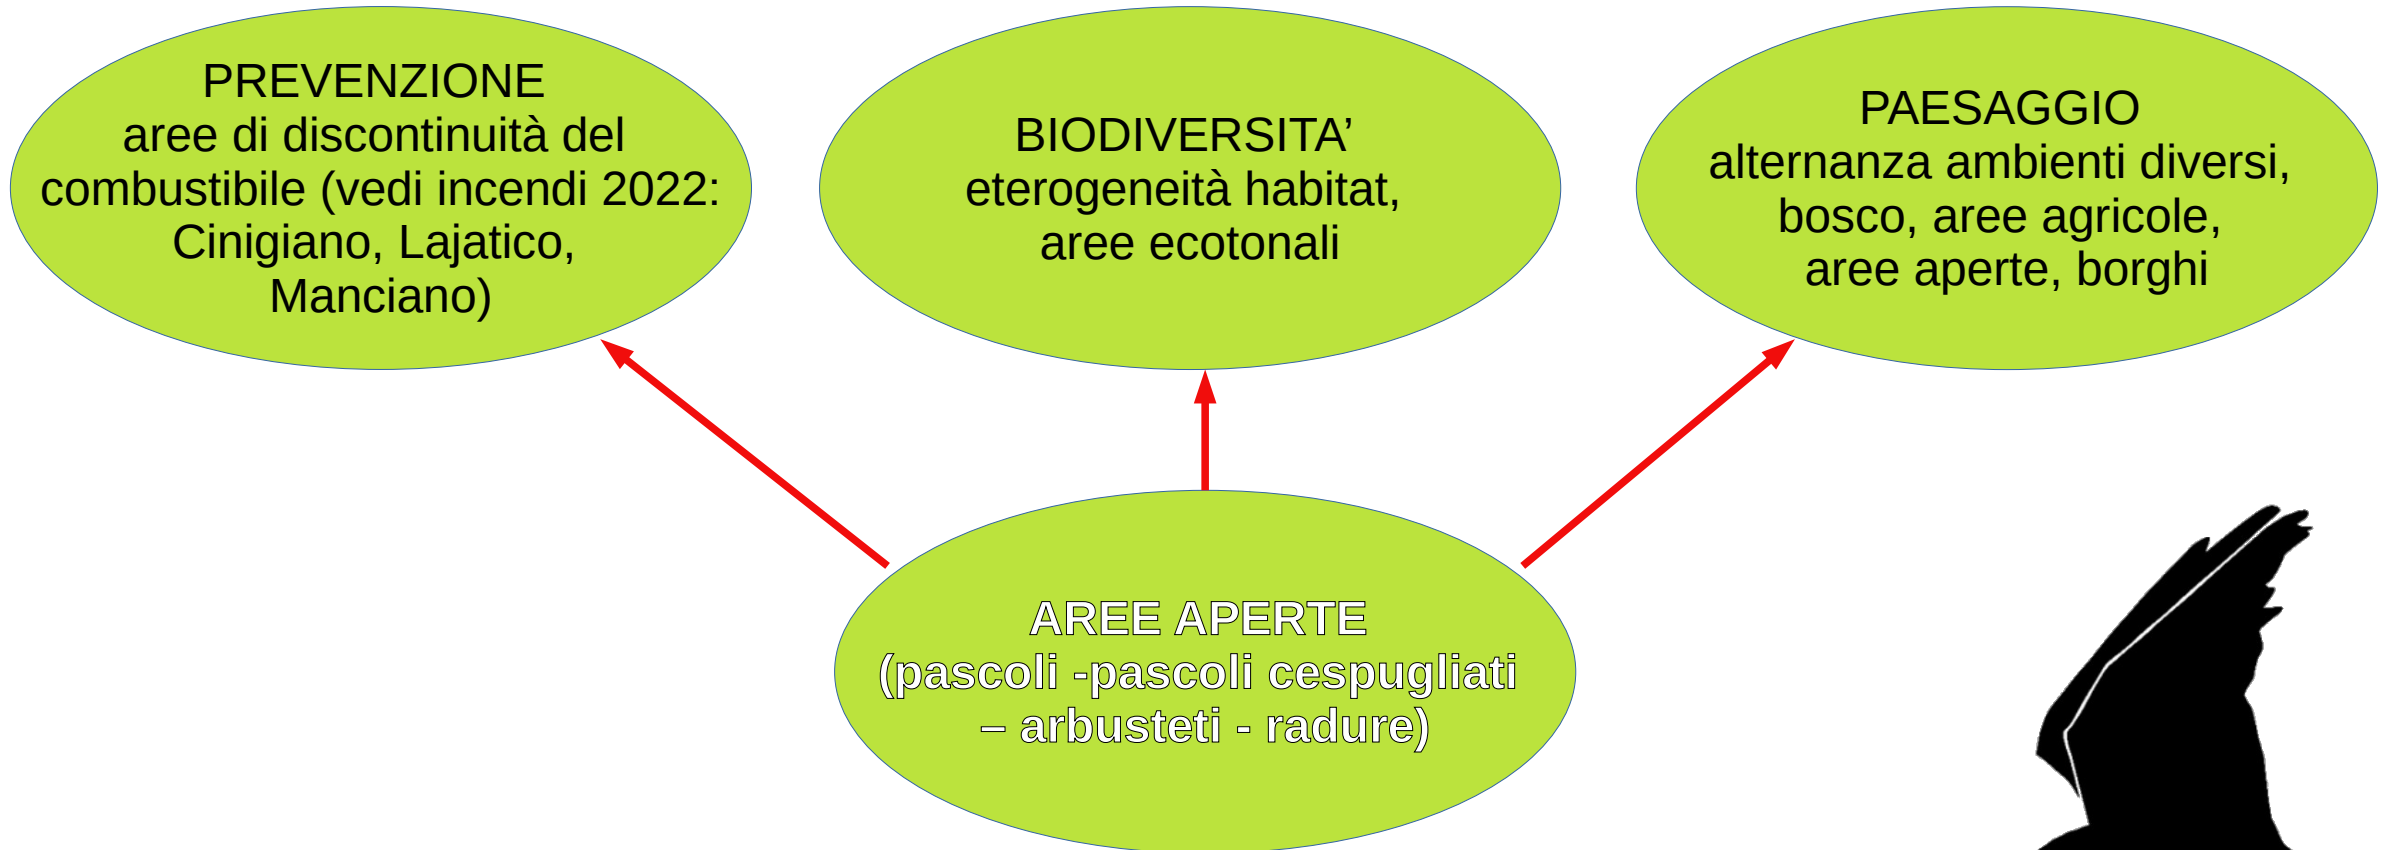 PREVENZIONE
aree di discontinuità del
combustibile (vedi incendi 2022:
Cinigiano, Lajatico,
Manciano)
BIODIVERSITA’
eterogeneità habitat,
aree ecotonali
PAESAGGIO
alternanza ambienti diversi,
bosco, aree agricole,
aree aperte, borghi
AREE APERTE
(pascoli -pascoli cespugliati
– arbusteti - radure)